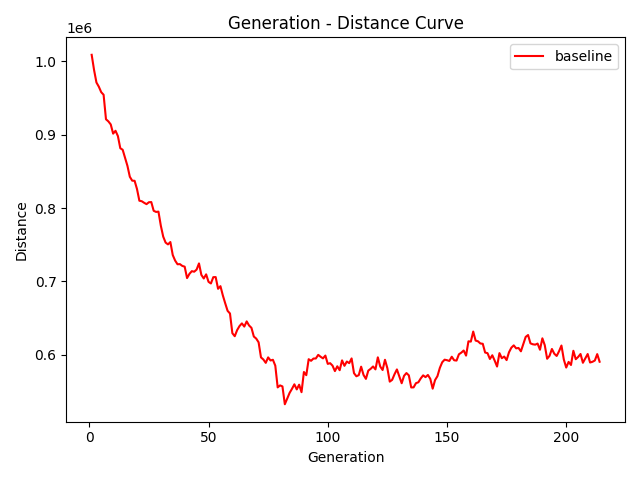 Generation - Distance Curve
1e6
baseline
1.0
0.9
0.8
0.7
0.6
Distance
0
50
100
150
200
Generation